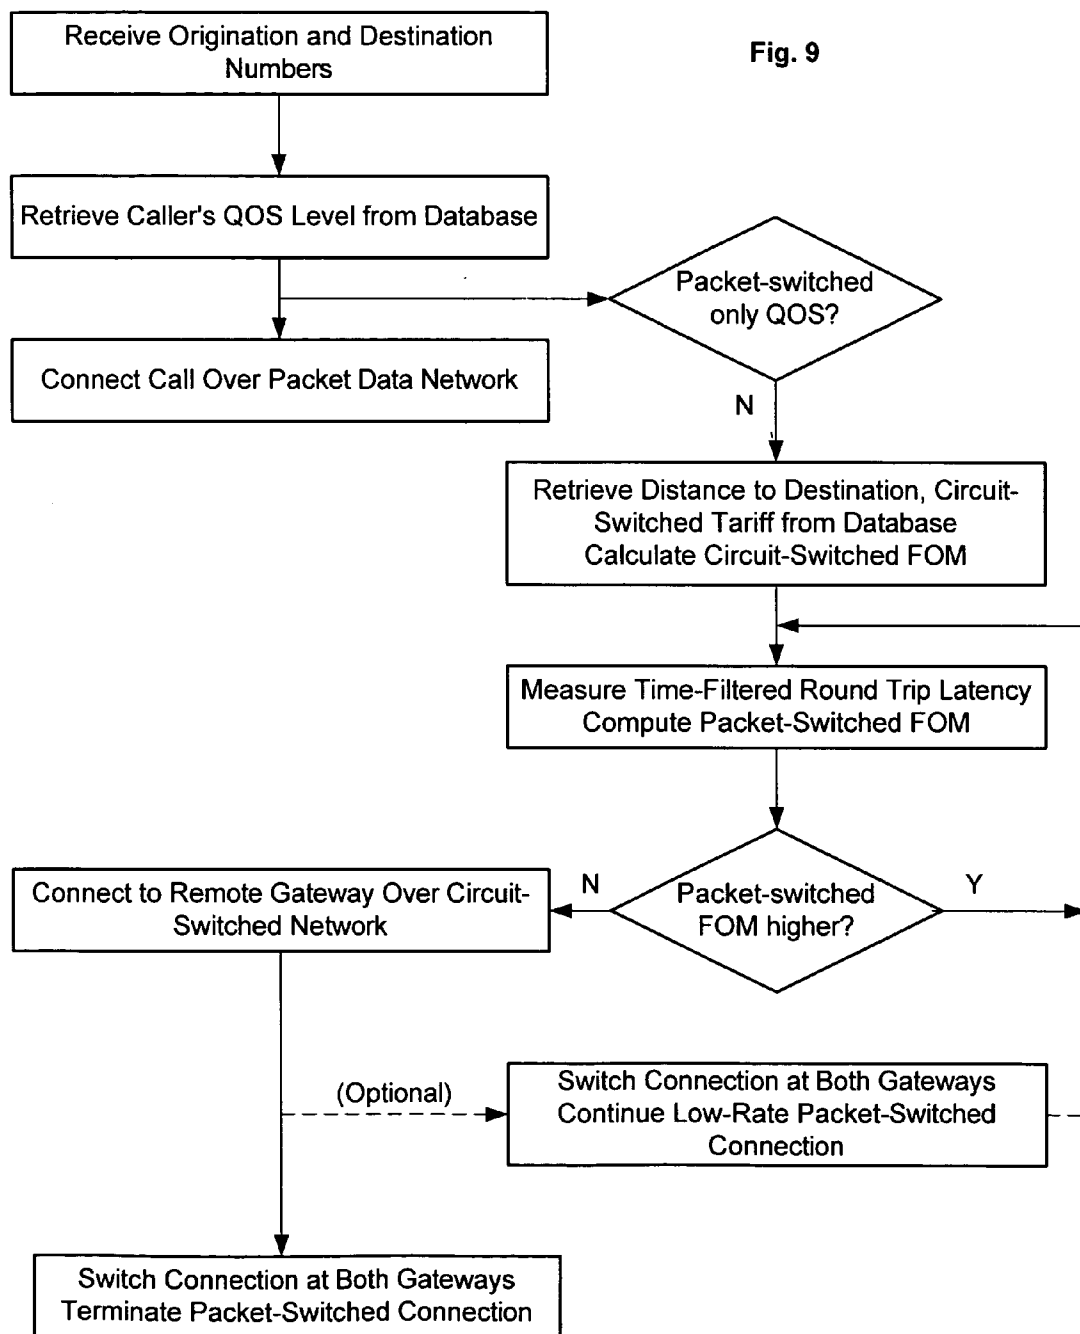 Receive Origination and Destination
Numbers
Fig. 9
Retrieve Caller's QOS Level from Database
Packet-switched
only QOS?
Connect Call Over Packet Data Network
N
Retrieve Distance to Destination, Circuit-
Switched Tariff from Database
Calculate Circuit-Switched FOM
Measure Time-Filtered Round Trip Latency
Compute Packet-Switched FOM
Connect to Remote Gateway Over Circuit-
Switched Network
N
Packet-switched
FOM higher?
Y
(Optional)
Switch Connection at Both Gateways
Continue Low-Rate Packet-Switched
Connection
Switch Connection at Both Gateways
Terminate Packet-Switched Connection